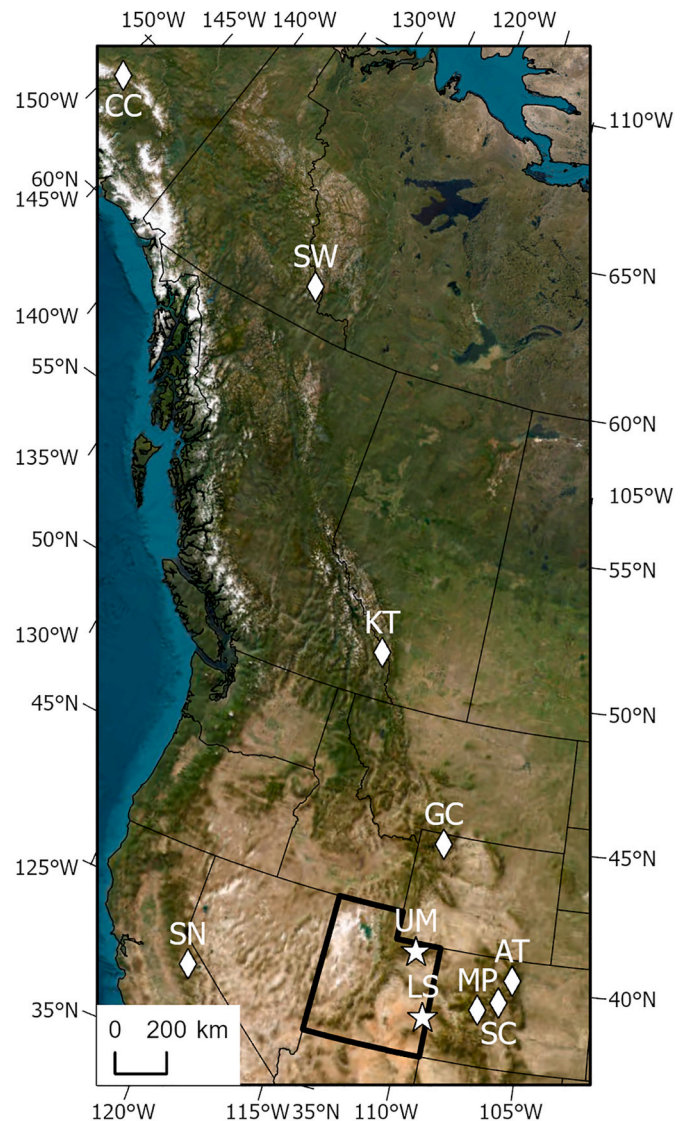 150°W 145°W 140°W 130°W 120°W
150°W
CC
110°W
60°N
145°W
SW
65°N
140°W
55°N
60°N
135°W
105°W
50°N
55°N
KT
130°W
45°N
50°N
GC
125°W
45°N
UM
SN
AT
MP
LS
40°N
35°N
SC
0 200 km
120°W 115°W 35°N 110°W 105°W